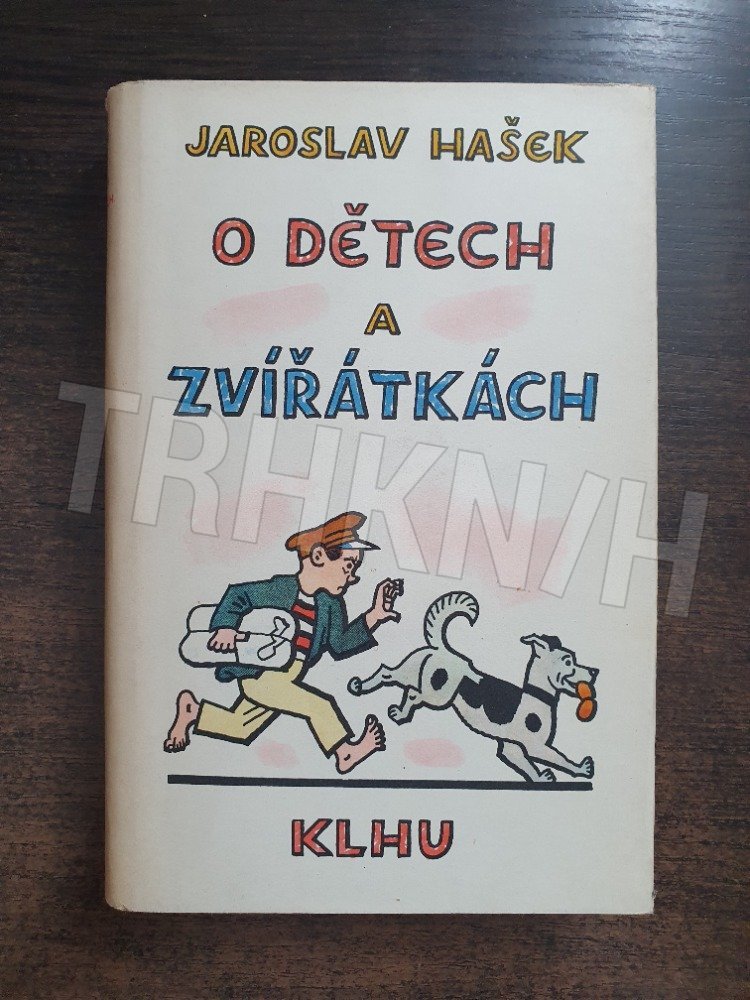 JAROSLAV HAŠEK
O DĚTECH
A
ZVÍŘÁTKÁCH
TRHKNIH
KLHU